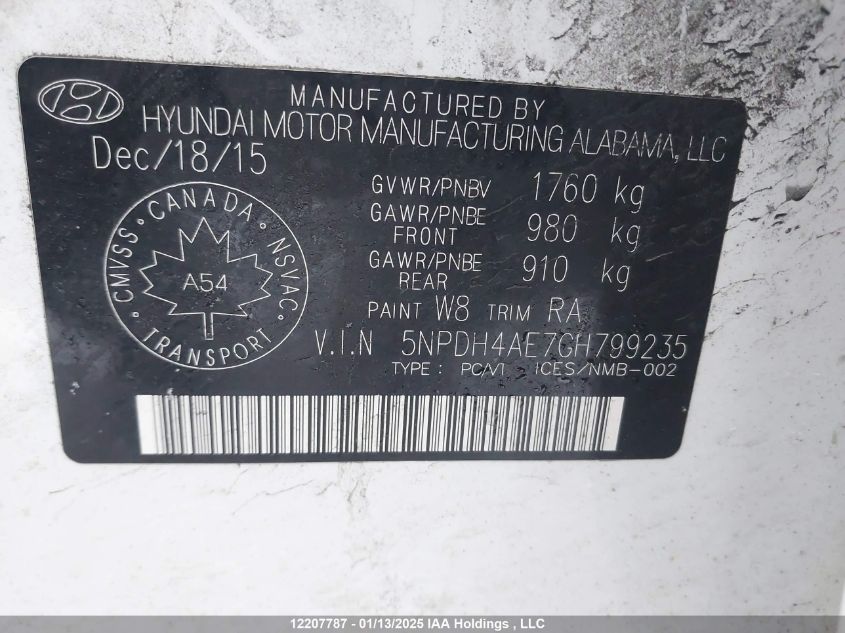 MANUFACTURED BY
HYUNDAI MOTOR MANUFACTURING ALABAMA, LLC
Dec/18/15
GVWR/PNBV 1760 kg
GAWR/PNBE FRONT 980 kg
GAWR/PNBE REAR 910 kg
CANADA
CMVSS · NSVAC
A54
TRANSPORT
PAINT W8 TRIM RA
V.I.N 5NPDH4AE7GH799235
TYPE: PC/VT ICES/NMB-002
12207787 - 01/13/2025 IAA Holdings , LLC